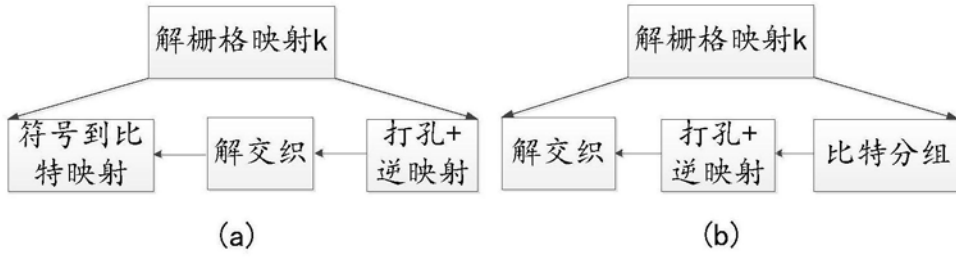 解栅格映射k
符号到比
特映射
解交织
打孔+
逆映射
(a)
解栅格映射k
解交织
打孔+
逆映射
比特分组
(b)